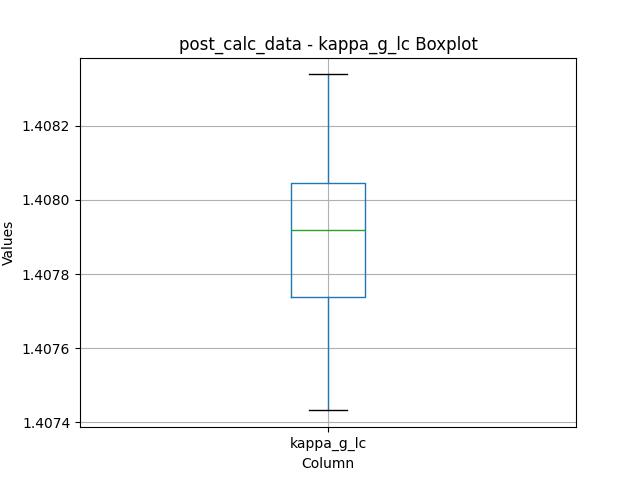 post_calc_data - kappa_g_lc Boxplot
1.4082
1.4080
1.4078
1.4076
1.4074
Values
kappa_g_lc
Column